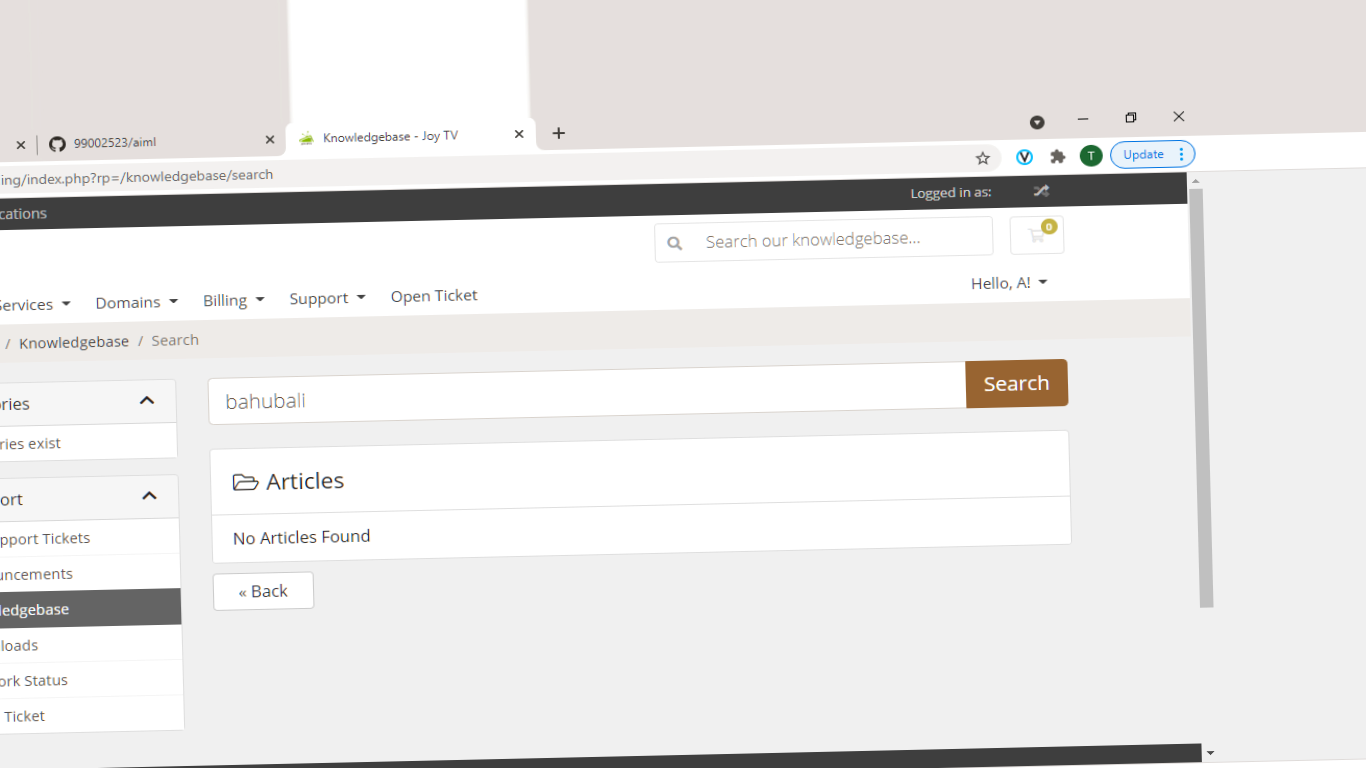 99002523/aiml
Knowledgebase - Joy TV
ing/index.php?rp=/knowledgebase/search
T
Update
cations
Logged in as:
Search our knowledgebase...
0
Services
Domains
Billing
Support
Open Ticket
Hello, A!
/ Knowledgebase / Search
ories
ries exist
bahubali
Search
Articles
No Articles Found
« Back
ort
pport Tickets
uncements
ledgebase
loads
ork Status
Ticket